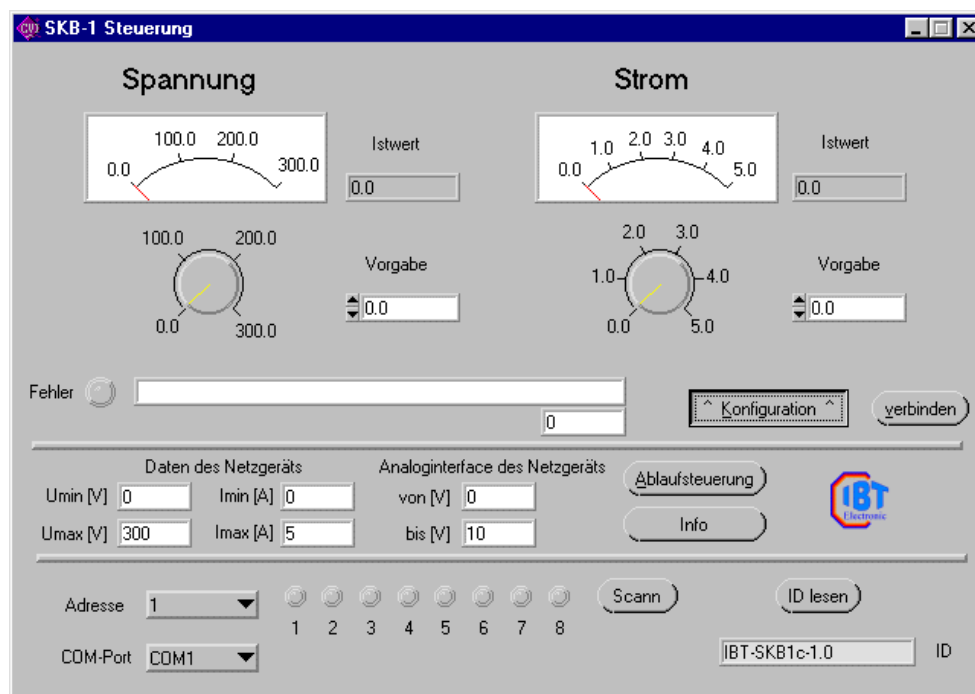 CVI SKB-1 Steuerung
Spannung
Strom
0.0 100.0 200.0 300.0
Istwert
0.0
0.0 1.0 2.0 3.0 4.0 5.0
Istwert
0.0
0.0 100.0 200.0 300.0
Vorgabe
0.0
0.0 1.0 2.0 3.0 4.0 5.0
Vorgabe
0.0
Fehler
0
^ Konfiguration ^
verbinden
Daten des Netzgeräts
Umin [V] 0 Imin [A] 0
Umax [V] 300 Imax [A] 5
Analoginterface des Netzgeräts
von [V] 0
bis [V] 10
Ablaufsteuerung
Info
IBT
Electronic
Adresse 1
1 2 3 4 5 6 7 8
Scann
ID lesen
COM-Port COM1
IBT-SKB1c-1.0 ID